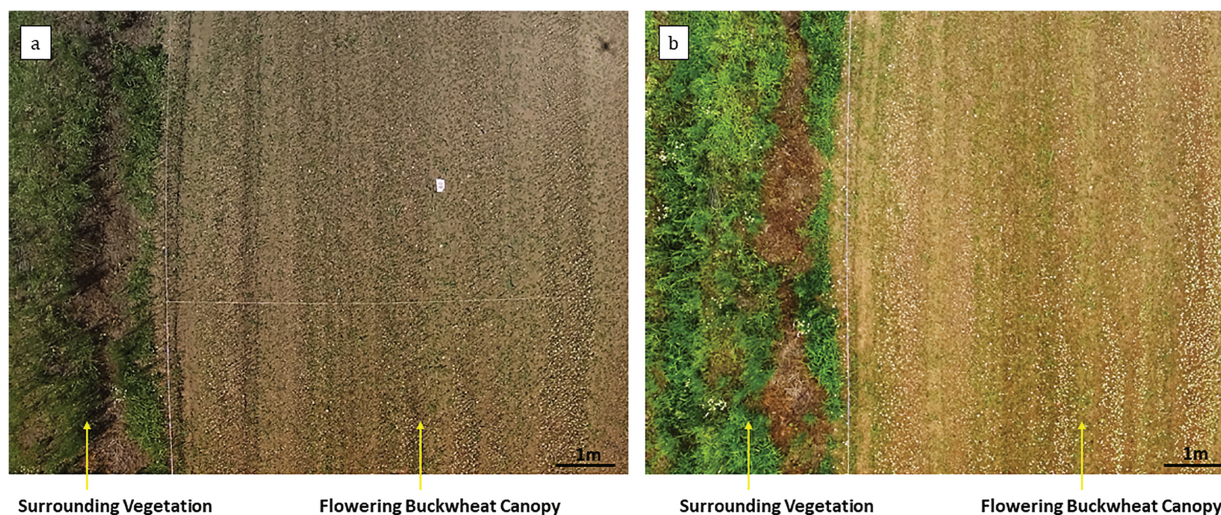 a
b
1m
1m
Surrounding Vegetation
Flowering Buckwheat Canopy
Surrounding Vegetation
Flowering Buckwheat Canopy